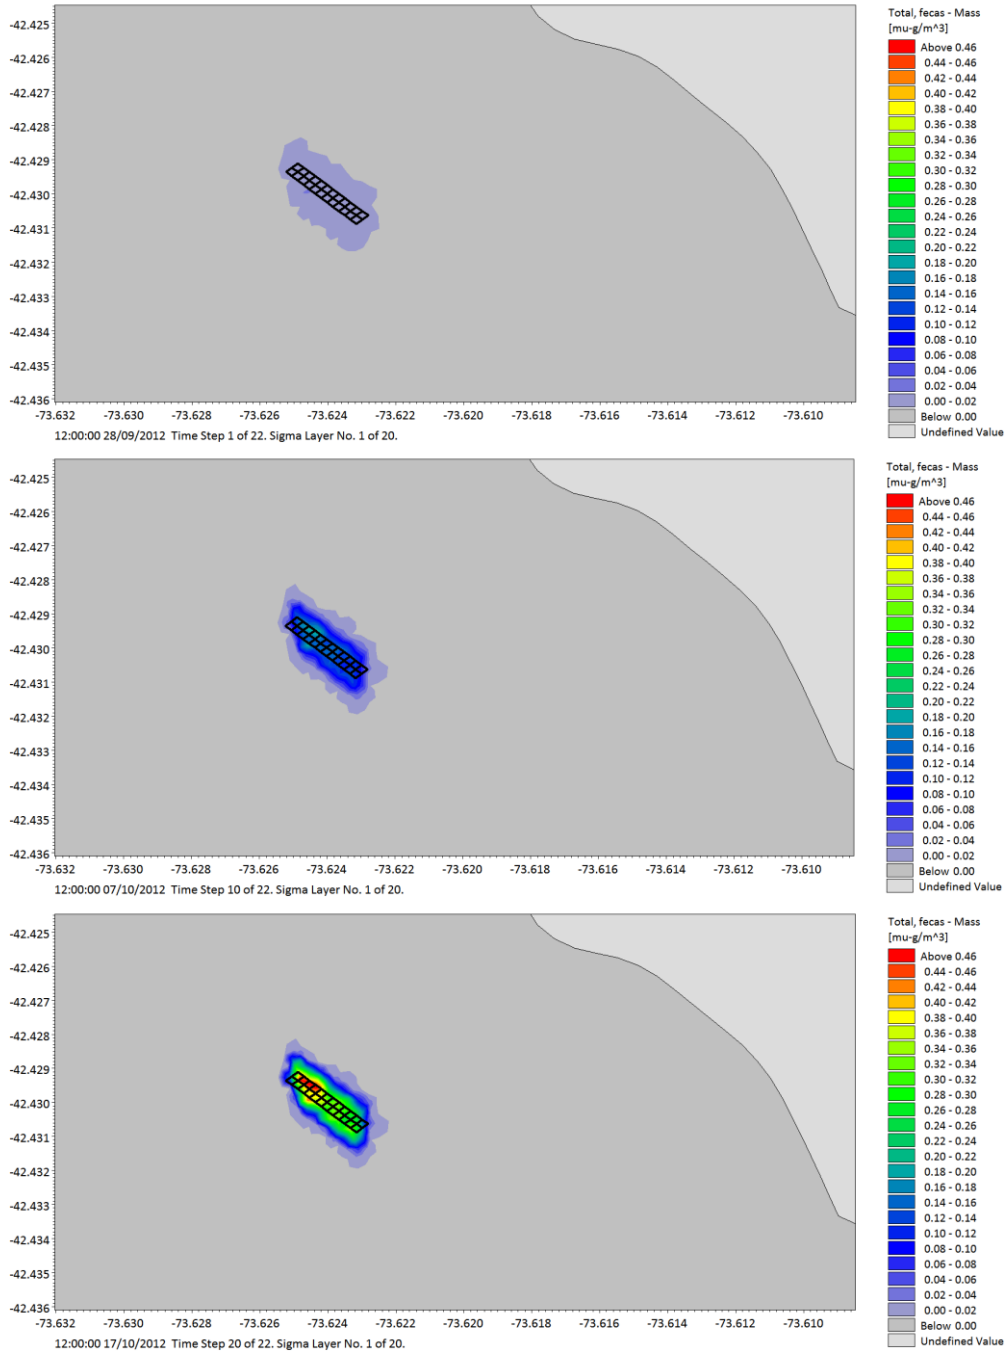 Total, fecas - Mass
[mu-g/m^3]
Above 0.46
0.44 - 0.46
0.42 - 0.44
0.40 - 0.42
0.38 - 0.40
0.36 - 0.38
0.34 - 0.36
0.32 - 0.34
0.30 - 0.32
0.28 - 0.30
0.26 - 0.28
0.24 - 0.26
0.22 - 0.24
0.20 - 0.22
0.18 - 0.20
0.16 - 0.18
0.14 - 0.16
0.12 - 0.14
0.10 - 0.12
0.08 - 0.10
0.06 - 0.08
0.04 - 0.06
0.02 - 0.04
0.00 - 0.02
Below 0.00
Undefined Value
-42.425
-42.426
-42.427
-42.428
-42.429
-42.430
-42.431
-42.432
-42.433
-42.434
-42.435
-42.436
-73.632 -73.630 -73.628 -73.626 -73.624 -73.622 -73.620 -73.618 -73.616 -73.614 -73.612 -73.610
12:00:00 28/09/2012 Time Step 1 of 22. Sigma Layer No. 1 of 20.
Total, fecas - Mass
[mu-g/m^3]
Above 0.46
0.44 - 0.46
0.42 - 0.44
0.40 - 0.42
0.38 - 0.40
0.36 - 0.38
0.34 - 0.36
0.32 - 0.34
0.30 - 0.32
0.28 - 0.30
0.26 - 0.28
0.24 - 0.26
0.22 - 0.24
0.20 - 0.22
0.18 - 0.20
0.16 - 0.18
0.14 - 0.16
0.12 - 0.14
0.10 - 0.12
0.08 - 0.10
0.06 - 0.08
0.04 - 0.06
0.02 - 0.04
0.00 - 0.02
Below 0.00
Undefined Value
-42.425
-42.426
-42.427
-42.428
-42.429
-42.430
-42.431
-42.432
-42.433
-42.434
-42.435
-42.436
-73.632 -73.630 -73.628 -73.626 -73.624 -73.622 -73.620 -73.618 -73.616 -73.614 -73.612 -73.610
12:00:00 07/10/2012 Time Step 10 of 22. Sigma Layer No. 1 of 20.
Total, fecas - Mass
[mu-g/m^3]
Above 0.46
0.44 - 0.46
0.42 - 0.44
0.40 - 0.42
0.38 - 0.40
0.36 - 0.38
0.34 - 0.36
0.32 - 0.34
0.30 - 0.32
0.28 - 0.30
0.26 - 0.28
0.24 - 0.26
0.22 - 0.24
0.20 - 0.22
0.18 - 0.20
0.16 - 0.18
0.14 - 0.16
0.12 - 0.14
0.10 - 0.12
0.08 - 0.10
0.06 - 0.08
0.04 - 0.06
0.02 - 0.04
0.00 - 0.02
Below 0.00
Undefined Value
-42.425
-42.426
-42.427
-42.428
-42.429
-42.430
-42.431
-42.432
-42.433
-42.434
-42.435
-42.436
-73.632 -73.630 -73.628 -73.626 -73.624 -73.622 -73.620 -73.618 -73.616 -73.614 -73.612 -73.610
12:00:00 17/10/2012 Time Step 20 of 22. Sigma Layer No. 1 of 20.